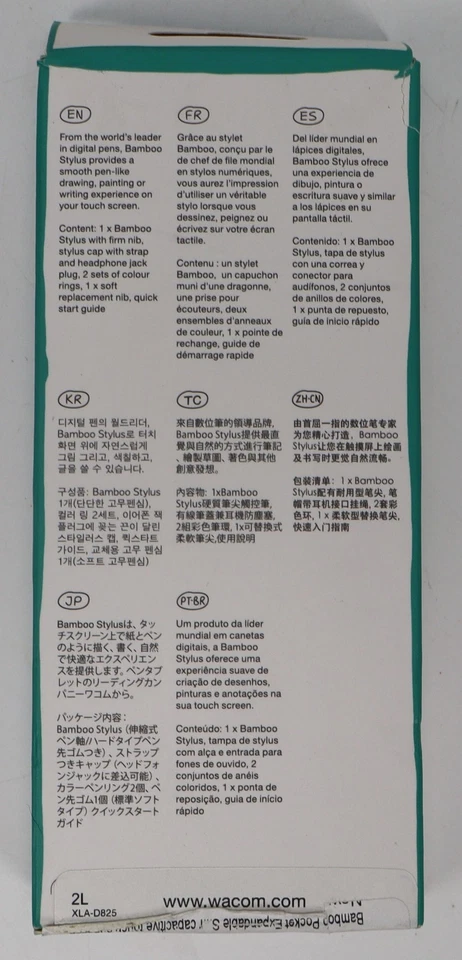 EN
From the world's leader
in digital pens, Bamboo
Stylus provides a
smooth pen-like
drawing, painting or
writing experience on
your touch screen.
Content: 1 x Bamboo
Stylus with firm nib,
stylus cap with strap
and headphone jack
plug, 2 sets of colour
rings, 1 x soft
replacement nib, quick
start guide
FR
Grâce au stylet
Bamboo, conçu par le
de chef de file mondial
en stylos numériques,
vous aurez l'impression
d'utiliser un véritable
stylo lorsque vous
dessinez, peignez ou
écrivez sur votre écran
tactile.
Contenu : un stylet
Bamboo, un capuchon
muni d'une dragonne,
une prise pour
écouteurs, deux
ensembles d'anneaux
de couleur, 1 x pointe de
rechange, guide de
démarrage rapide
ES
Del líder mundial en
lápices digitales,
Bamboo Stylus ofrece
una experiencia de
dibujo, pintura o
escritura suave y similar
a los lápices en su
pantalla táctil.
Contenido: 1 x Bamboo
Stylus, tapa de stylus
con una correa y
conector para
audífonos, 2 conjuntos
de anillos de colores,
1 x punta de repuesto,
guía de inicio rápido
KR
디지털 펜의 월드리더,
Bamboo Stylus로 터치
화면 위에 자연스럽게
그림 그리고, 색칠하고,
글을 쓸 수 있습니다.
구성품: Bamboo Stylus
1개(단단한 고무펜심),
컬러 링 2세트, 이어폰 잭
플러그에 꽂는 끈이 달린
스타일러스 캡, 퀵스타트
가이드, 교체용 고무 펜심
1개(소프트 고무펜심)
TC
來自數位筆的領導品牌,
Bamboo Stylus提供最直
覺與自然的方式進行筆記
、繪製草圖、著色與其他
創意發想。
內容物: 1xBamboo
Stylus硬質筆尖觸控筆,
有線筆蓋兼耳機防塵塞,
2組彩色筆環, 1x可替換式
柔軟筆尖,使用說明
ZH-CN
由首屈一指的数位笔专家
为您精心打造, Bamboo
Stylus让您在触摸屏上绘画
及书写时更觉自然流畅。
包装清单: 1 x Bamboo
Stylus配有耐用型笔尖, 笔
帽带耳机接口挂绳, 2套彩
色环, 1 x 柔软型替换笔尖,
快速入门指南
JP
Bamboo Stylusは、タッ
チスクリーン上で紙とペン
のように描く、書く、自然
で快適なエクスペリエン
スを提供します。ペンタブ
レットのリーディングカン
パニーワコムから。
パッケージ内容:
Bamboo Stylus (伸縮式
ペン軸/ハードタイプペン
先ゴムつき) 、ストラップ
つきキャップ (ヘッドフォ
ンジャックに差込可能) 、
カラーペンリング2個、ペ
ン先ゴム1個 (標準ソフト
タイプ) クイックスタート
ガイド
PT-BR
Um produto da líder
mundial em canetas
digitais, a Bamboo
Stylus oferece uma
experiência suave de
criação de desenhos,
pinturas e anotações na
sua touch screen.
Conteúdo: 1 x Bamboo
Stylus, tampa de stylus
com alça e entrada para
fones de ouvido, 2
conjuntos de anéis
coloridos, 1 x ponta de
reposição, guia de início
rápido
2L
XLA-D825
www.wacom.com
Bamboo Pocket Expandable S... r capacitive touch